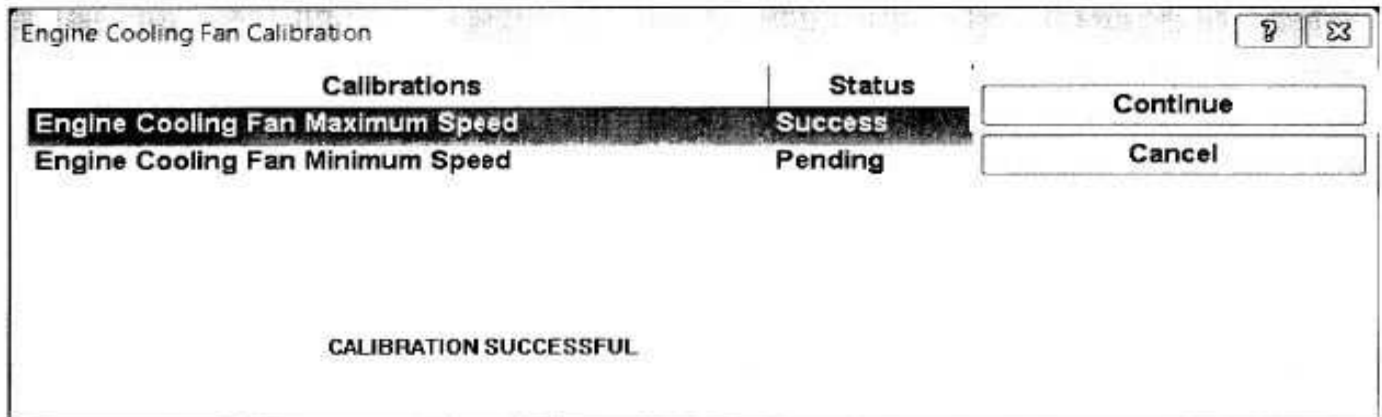 Engine Cooling Fan Calibration
Calibrations Status
Engine Cooling Fan Maximum Speed Success
Engine Cooling Fan Minimum Speed Pending
Continue
Cancel
CALIBRATION SUCCESSFUL